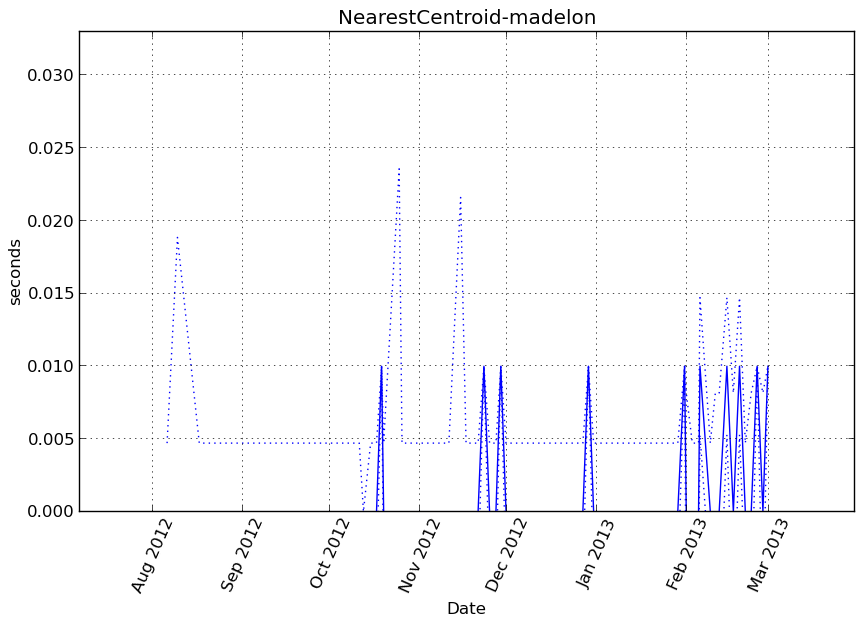 NearestCentroid-madelon
0.030
0.025
0.020
0.015
0.010
0.005
0.000
seconds
Aug 2012
Sep 2012
Oct 2012
Nov 2012
Dec 2012
Jan 2013
Feb 2013
Mar 2013
Date